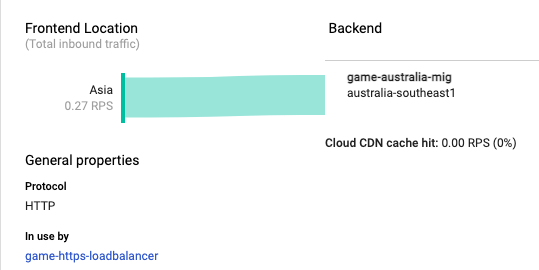 Frontend Location
(Total inbound traffic)
Backend
Asia
0.27 RPS
game-australia-mig
australia-southeast1
Cloud CDN cache hit: 0.00 RPS (0%)
General properties
Protocol
HTTP
In use by
game-https-loadbalancer